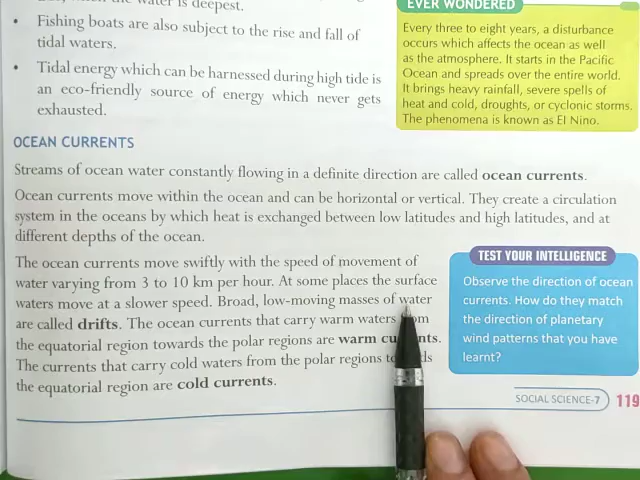 the water is deepest.
• Fishing boats are also subject to the rise and fall of
tidal waters.
• Tidal energy which can be harnessed during high tide is
an eco-friendly source of energy which never gets
exhausted.
EVER WONDERED
Every three to eight years, a disturbance
occurs which affects the ocean as well
as the atmosphere. It starts in the Pacific
Ocean and spreads over the entire world.
It brings heavy rainfall, severe spells of
heat and cold, droughts, or cyclonic storms.
The phenomena is known as El Nino.
OCEAN CURRENTS
Streams of ocean water constantly flowing in a definite direction are called ocean currents.
Ocean currents move within the ocean and can be horizontal or vertical. They create a circulation
system in the oceans by which heat is exchanged between low latitudes and high latitudes, and at
different depths of the ocean.
The ocean currents move swiftly with the speed of movement of
water varying from 3 to 10 km per hour. At some places the surface
waters move at a slower speed. Broad, low-moving masses of water
are called drifts. The ocean currents that carry warm waters
the equatorial region towards the polar regions are warm
The currents that carry cold waters from the polar regions
the equatorial region are cold currents.
TEST YOUR INTELLIGENCE
Observe the direction of ocean
currents. How do they match
the direction of planetary
wind patterns that you have
learnt?
SOCIAL SCIENCE-7 119